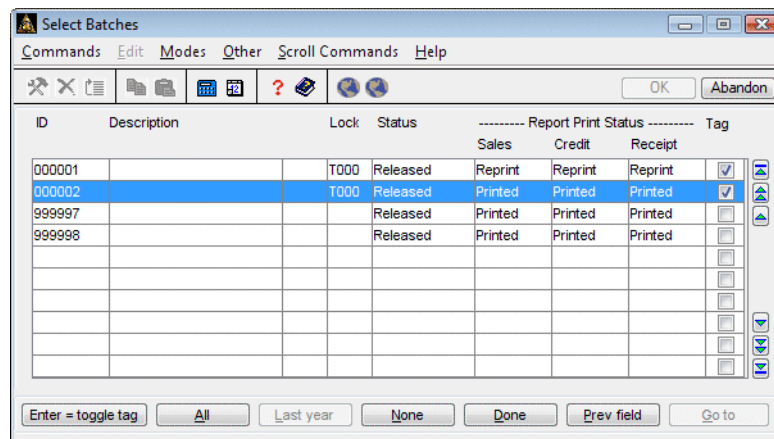 Select Batches
Commands Edit Modes Other Scroll Commands Help
OK Abandon
ID Description Lock Status --------- Report Print Status --------- Tag
Sales Credit Receipt
000001 T000 Released Reprint Reprint Reprint
000002 T000 Released Printed Printed Printed
999997 Released Printed Printed Printed
999998 Released Printed Printed Printed
Enter = toggle tag All Last year None Done Prev field Go to